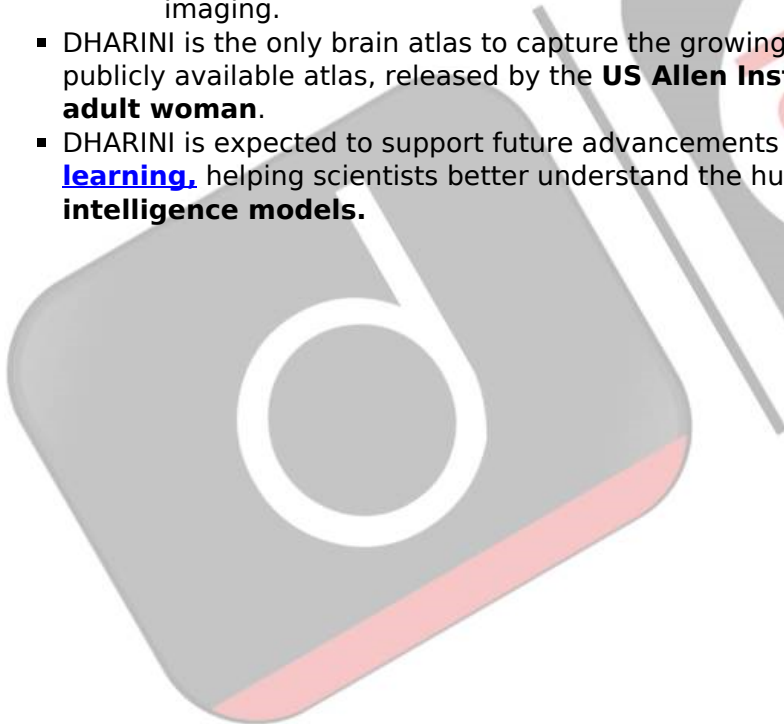 imaging.
▪ DHARINI is the only brain atlas to capture the growing
publicly available atlas, released by the US Allen Ins
adult woman.
▪ DHARINI is expected to support future advancements
learning, helping scientists better understand the hu
intelligence models.